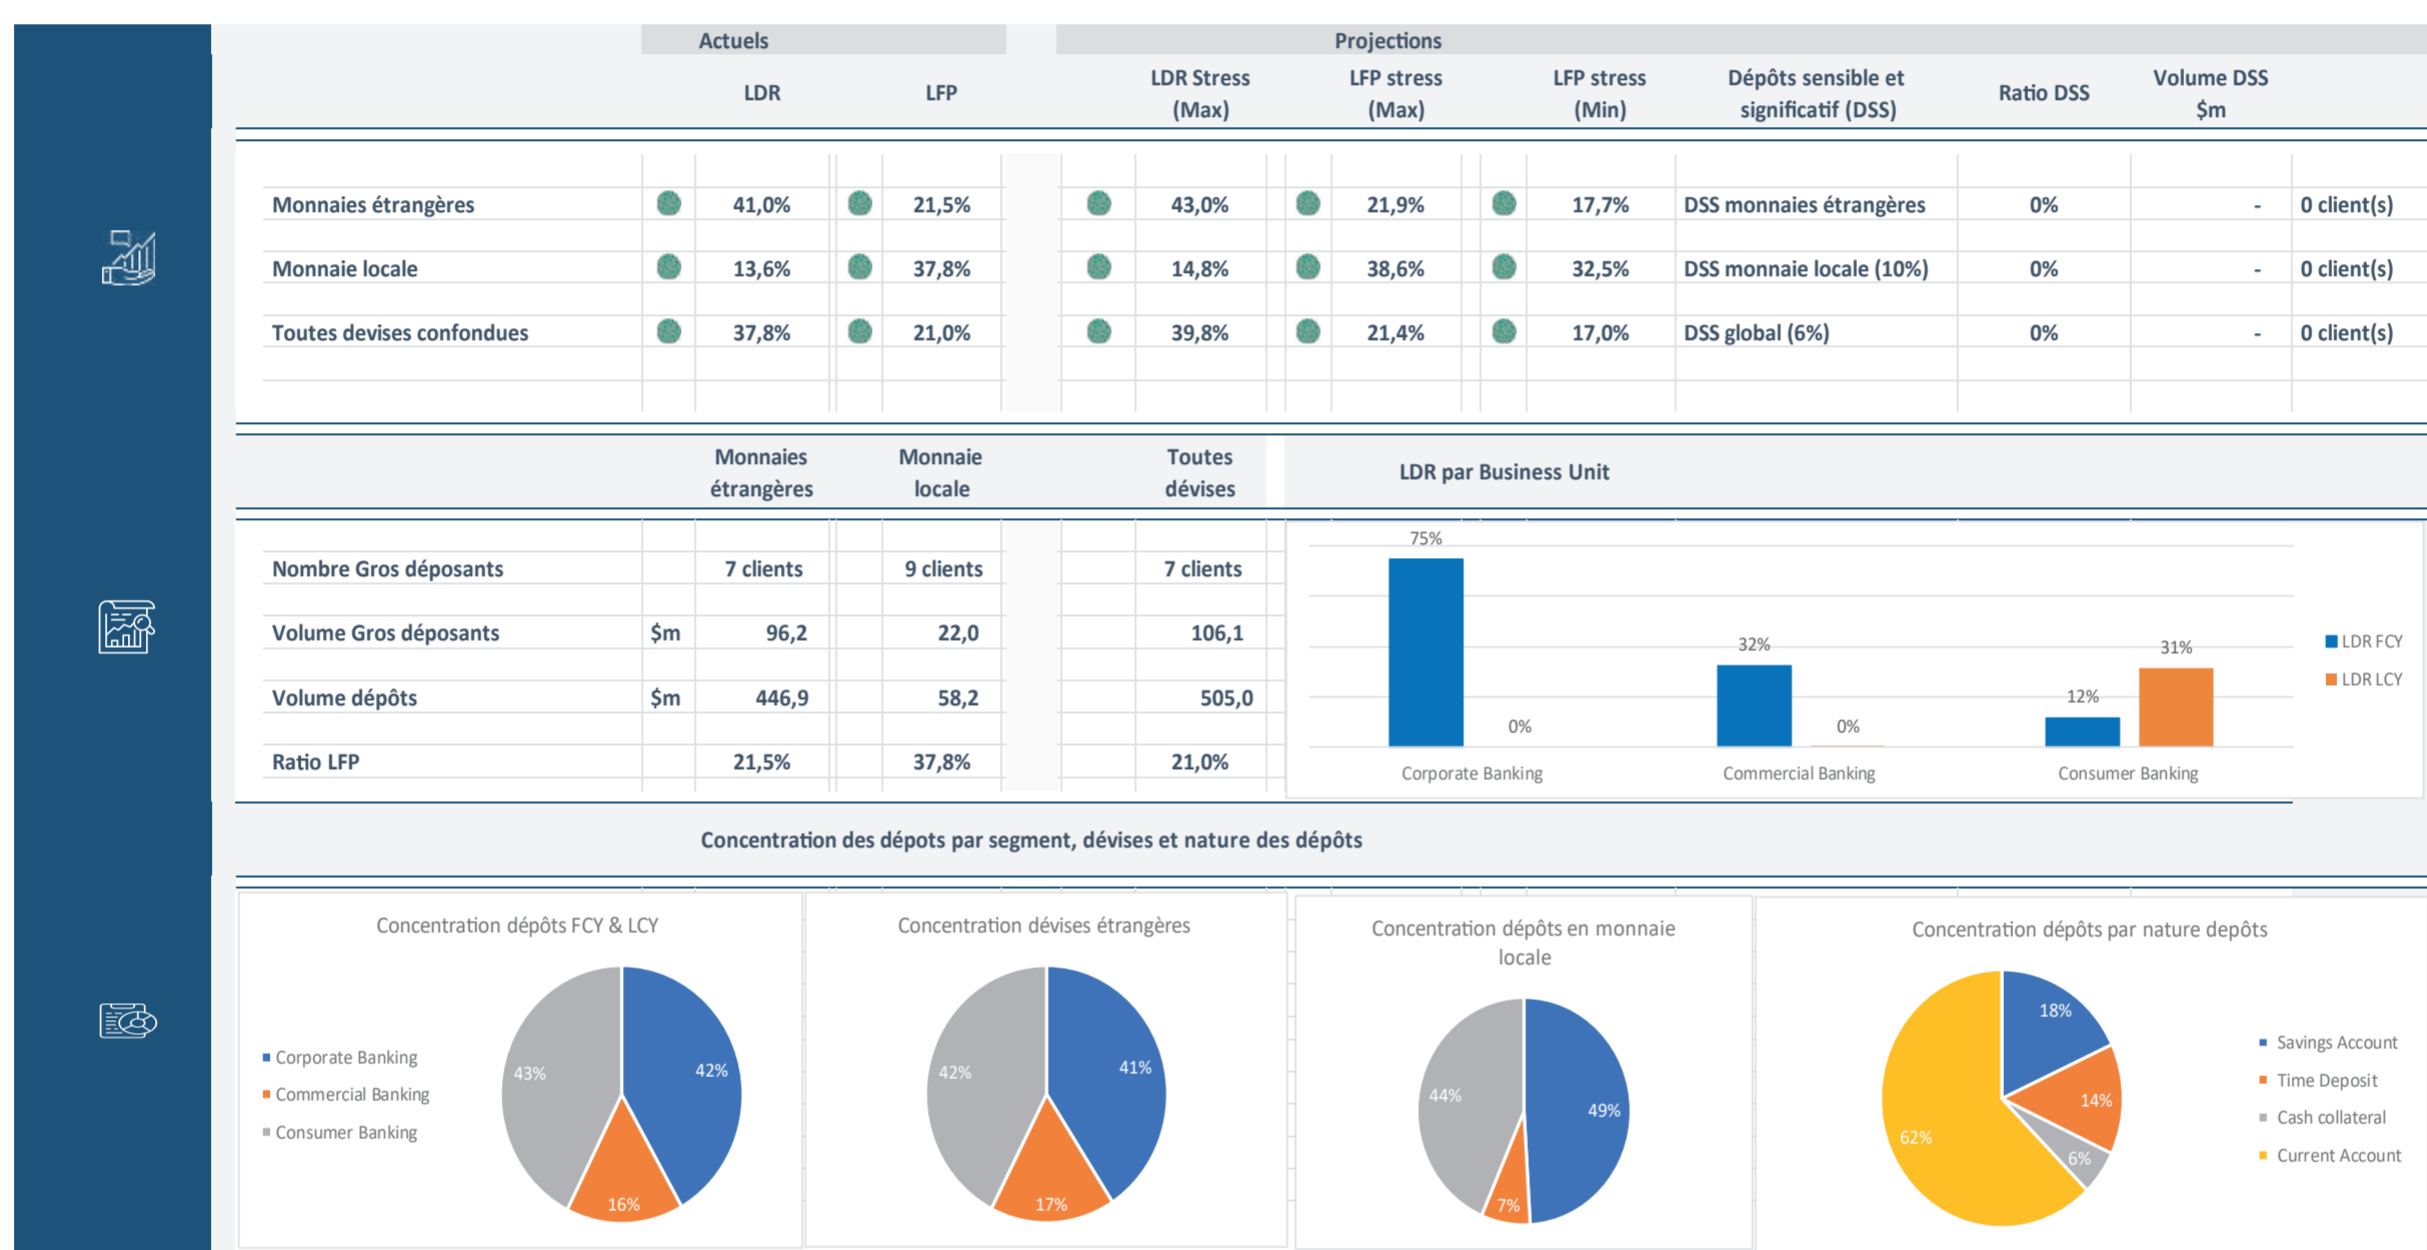 Actuels Projections
LDR LFP LDR Stress (Max) LFP stress (Max) LFP stress (Min) Dépôts sensible et significatif (DSS) Ratio DSS Volume DSS $m
Monnaies étrangères 41,0% 21,5% 43,0% 21,9% 17,7% DSS monnaies étrangères 0% - 0 client(s)
Monnaie locale 13,6% 37,8% 14,8% 38,6% 32,5% DSS monnaie locale (10%) 0% - 0 client(s)
Toutes devises confondues 37,8% 21,0% 39,8% 21,4% 17,0% DSS global (6%) 0% - 0 client(s)
Monnaies étrangères Monnaie locale Toutes dévises
Nombre Gros déposants 7 clients 9 clients 7 clients
Volume Gros déposants $m 96,2 22,0 106,1
Volume dépôts $m 446,9 58,2 505,0
Ratio LFP 21,5% 37,8% 21,0%
LDR par Business Unit
75%
0%
32%
0%
12%
31%
Corporate Banking Commercial Banking Consumer Banking
LDR FCY
LDR LCY
Concentration des dépots par segment, dévises et nature des dépôts
Concentration dépôts FCY & LCY
Corporate Banking
Commercial Banking
Consumer Banking
43%
42%
16%
Concentration dévises étrangères
42%
41%
17%
Concentration dépôts en monnaie
locale
44%
49%
7%
Concentration dépôts par nature depôts
18%
14%
6%
62%
Savings Account
Time Deposit
Cash collateral
Current Account